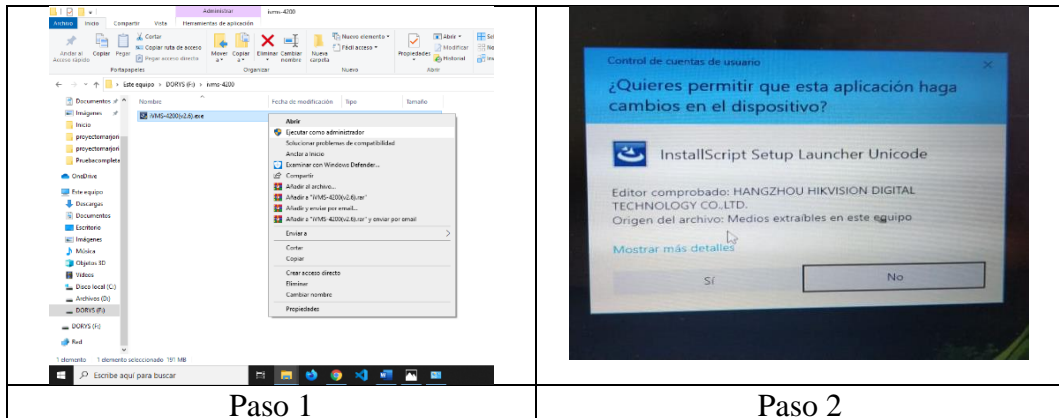 Administrar
ivms-4200
Archivo Inicio Compartir Vista Herramientas de aplicación
Anclar al Acceso rápido
Copiar
Pegar
Cortar
Copiar ruta de acceso
Pegar acceso directo
Mover a
Copiar a
Eliminar
Cambiar nombre
Nueva carpeta
Nuevo elemento
Fácil acceso
Propiedades
Abrir
Modificar
Historial
Portapapeles
Organizar
Nuevo
Abrir
Este equipo > DORYS (F:) > ivms-4200
Nombre
Fecha de modificación
Tipo
Tamaño
iVMS-4200(v2.6).exe
Documentos
Imágenes
Inicio
proyectomarjori
Pruebacompleta
OneDrive
Este equipo
Descargas
Documentos
Escritorio
Imágenes
Música
Objetos 3D
Vídeos
Disco local (C:)
Archivos (D:)
DORYS (F:)
DORYS (F:)
Red
Abrir
Ejecutar como administrador
Solucionar problemas de compatibilidad
Anclar a Inicio
Examinar con Windows Defender...
Compartir
Añadir al archivo...
Añadir a "iVMS-4200(v2.6).rar"
Añadir y enviar por email...
Añadir a "iVMS-4200(v2.6).rar" y enviar por email
Enviar a
Cortar
Copiar
Crear acceso directo
Eliminar
Cambiar nombre
Propiedades
1 elemento 1 elemento seleccionado 191 MB
Escribe aquí para buscar
Paso 1
Control de cuentas de usuario
¿Quieres permitir que esta aplicación haga
cambios en el dispositivo?
InstallScript Setup Launcher Unicode
Editor comprobado: HANGZHOU HIKVISION DIGITAL
TECHNOLOGY CO.,LTD.
Origen del archivo: Medios extraíbles en este equipo
Mostrar más detalles
Sí
No
Paso 2